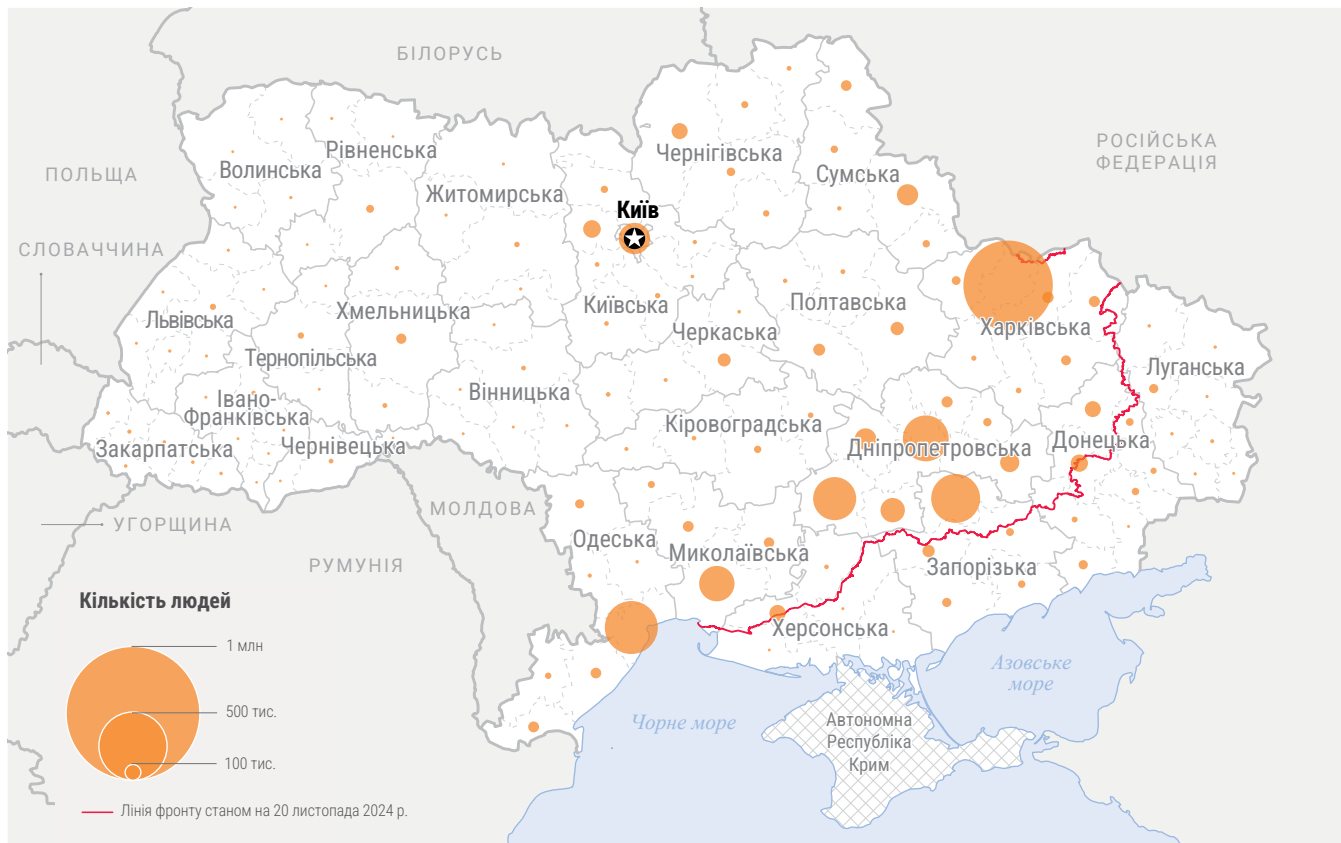 БІЛОРУСЬ
РОСІЙСЬКА
ФЕДЕРАЦІЯ
ПОЛЬЩА
СЛОВАЧЧИНА
УГОРЩИНА
РУМУНІЯ
МОЛДОВА
Волинська
Рівненська
Житомирська
Чернігівська
Сумська
Київ
Львівська
Хмельницька
Тернопільська
Івано-
Франківська
Закарпатська
Чернівецька
Вінницька
Київська
Черкаська
Полтавська
Харківська
Луганська
Кіровоградська
Дніпропетровська
Донецька
Одеська
Миколаївська
Запорізька
Херсонська
Азовське
море
Чорне море
Автономна
Республіка
Крим
Кількість людей
1 млн
500 тис.
100 тис.
Лінія фронту станом на 20 листопада 2024 р.